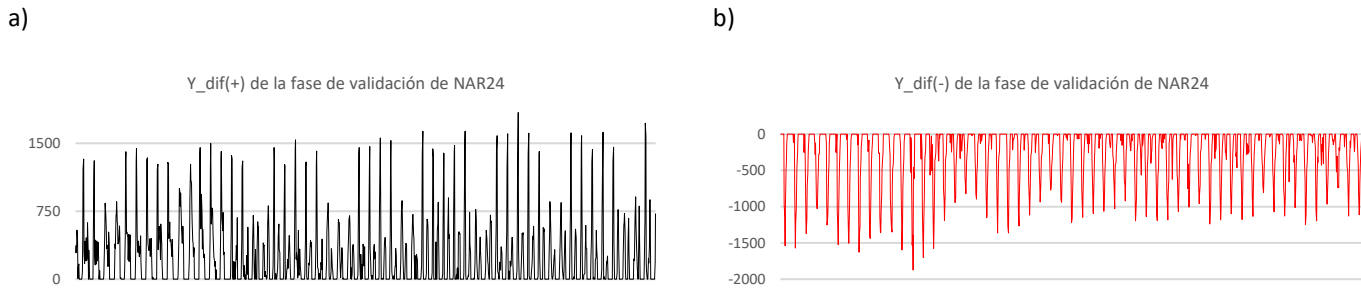 a)
b)
Y_dif(+) de la fase de validación de NAR24
1500
750
0
Y_dif(-) de la fase de validación de NAR24
0
-500
-1000
-1500
-2000